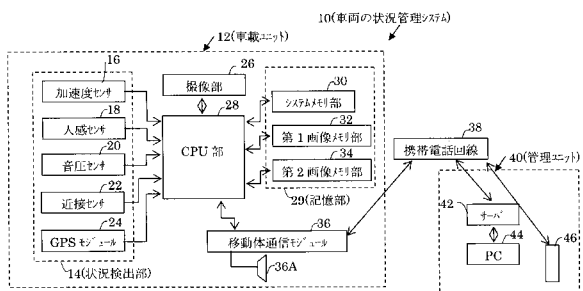 10(車両の状況管理システム)
12(車載ユニット)
16
加速度センサ
18
人感センサ
20
音圧センサ
22
近接センサ
24
GPSモジュール
14(状況検出部)
26
撮像部
28
CPU部
30
システムメモリ部
32
第1画像メモリ部
34
第2画像メモリ部
29(記憶部)
36
移動体通信モジュール
36A
38
携帯電話回線
40(管理ユニット)
42
サーバ
44
PC
46